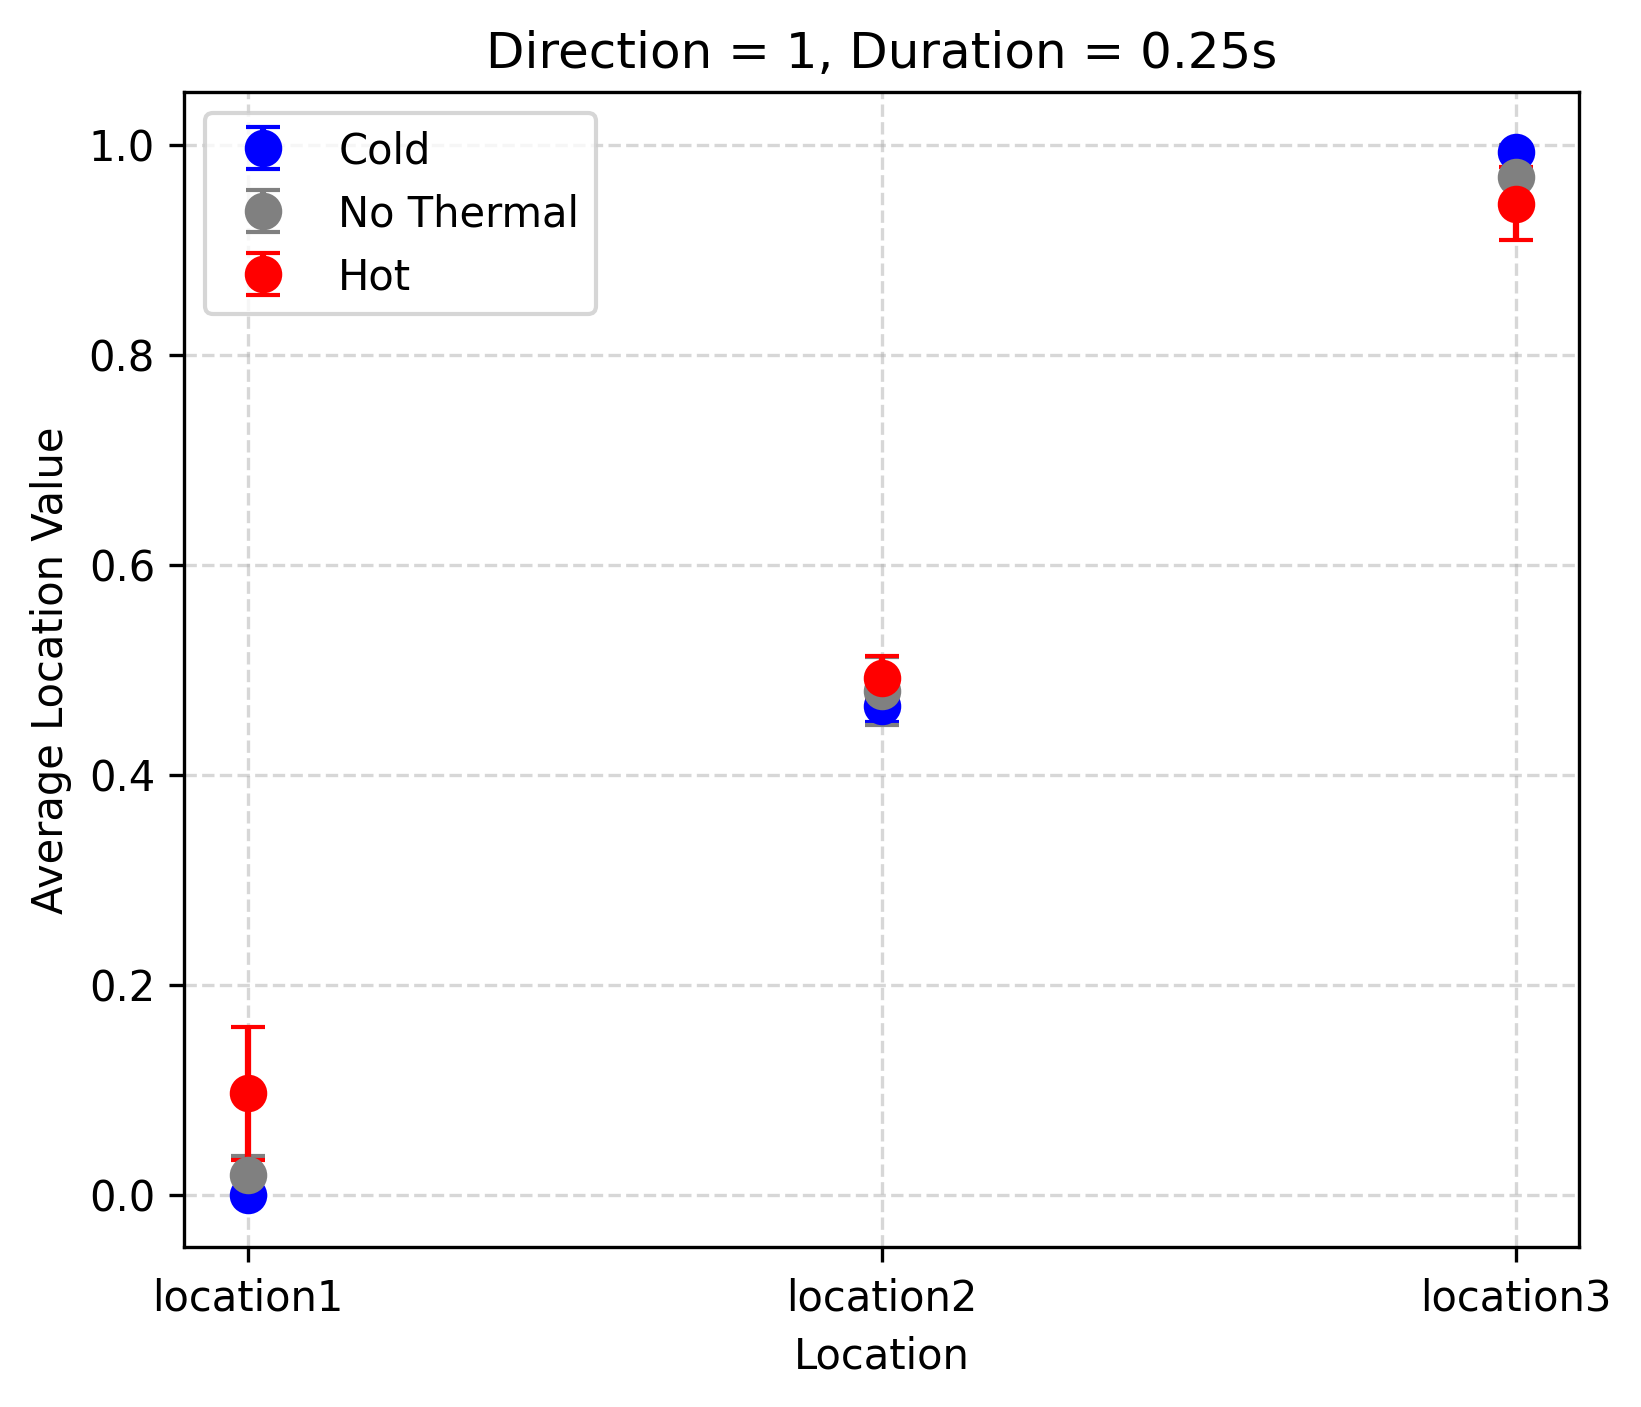 Direction = 1, Duration = 0.25s
Cold
No Thermal
Hot
1.0
0.8
0.6
0.4
0.2
0.0
Average Location Value
location1
location2
location3
Location